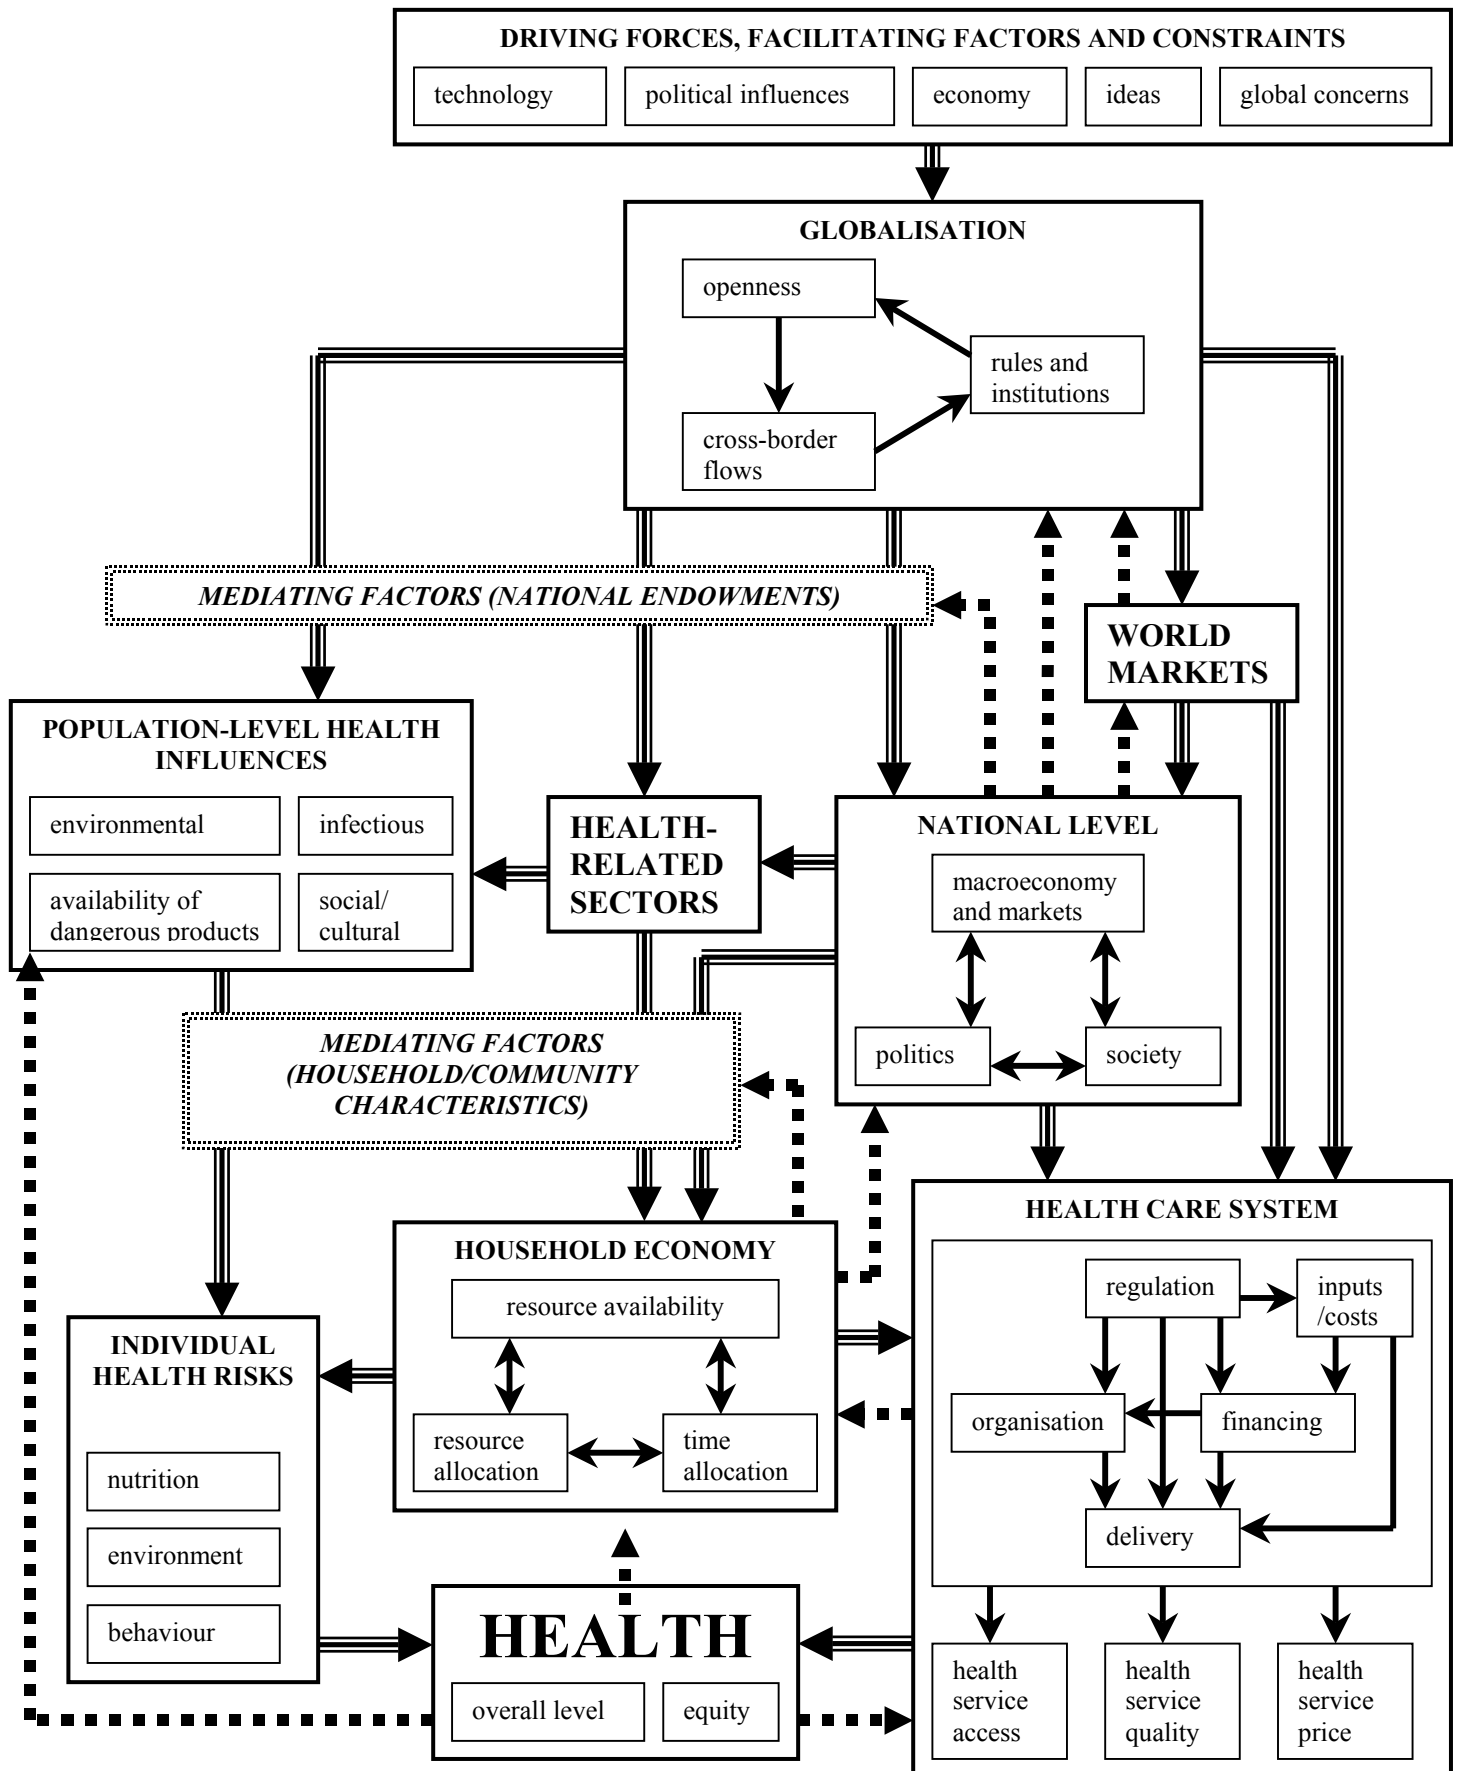 DRIVING FORCES, FACILITATING FACTORS AND CONSTRAINTS
technology
political influences
economy
ideas
global concerns
GLOBALISATION
openness
rules and
institutions
cross-border
flows
MEDIATING FACTORS (NATIONAL ENDOWMENTS)
WORLD
MARKETS
POPULATION-LEVEL HEALTH
INFLUENCES
environmental
infectious
availability of
dangerous products
social/
cultural
HEALTH-
RELATED
SECTORS
NATIONAL LEVEL
macroeconomy
and markets
politics
society
MEDIATING FACTORS
(HOUSEHOLD/COMMUNITY
CHARACTERISTICS)
HOUSEHOLD ECONOMY
resource availability
resource
allocation
time
allocation
INDIVIDUAL
HEALTH RISKS
nutrition
environment
behaviour
HEALTH CARE SYSTEM
regulation
inputs
/costs
organisation
financing
delivery
health
service
access
health
service
quality
health
service
price
HEALTH
overall level
equity